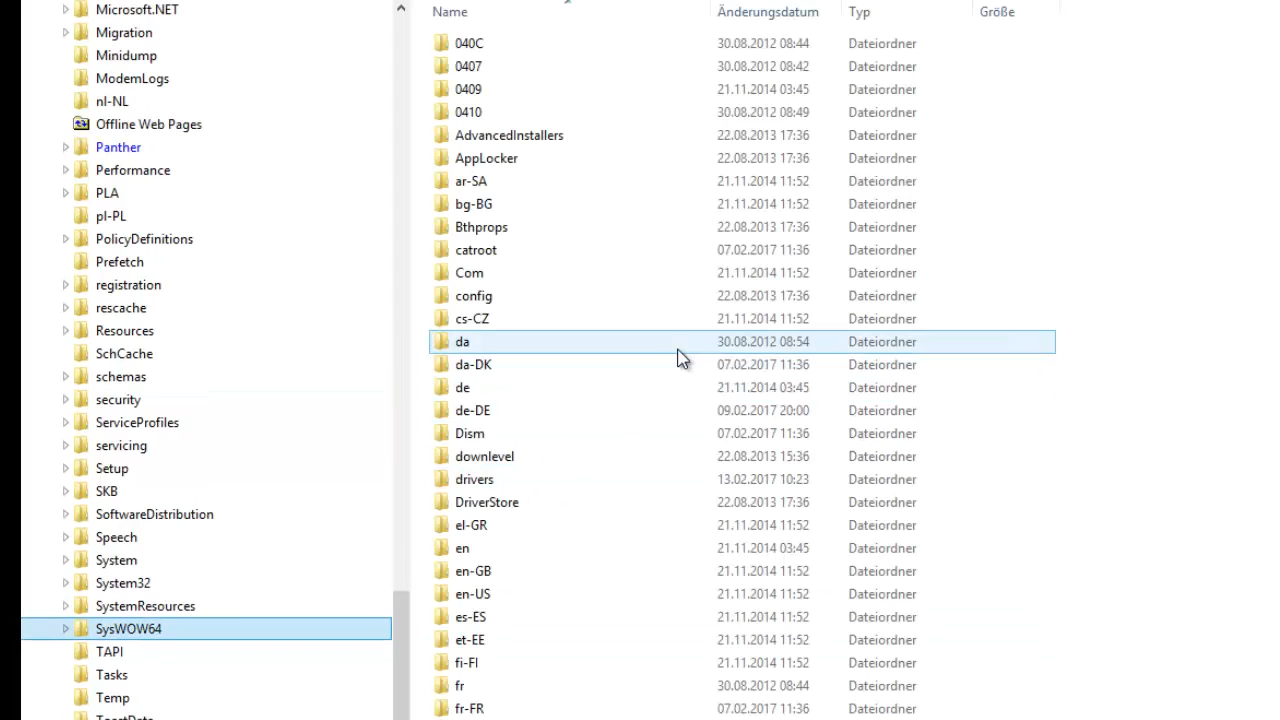 Microsoft.NET
Migration
Minidump
ModemLogs
nl-NL
Offline Web Pages
Panther
Performance
PLA
pl-PL
PolicyDefinitions
Prefetch
registration
rescache
Resources
SchCache
schemas
security
ServiceProfiles
servicing
Setup
SKB
SoftwareDistribution
Speech
System
System32
SystemResources
SysWOW64
TAPI
Tasks
Temp
Name Änderungsdatum Typ Größe
040C 30.08.2012 08:44 Dateiordner
0407 30.08.2012 08:42 Dateiordner
0409 21.11.2014 03:45 Dateiordner
0410 30.08.2012 08:49 Dateiordner
AdvancedInstallers 22.08.2013 17:36 Dateiordner
AppLocker 22.08.2013 17:36 Dateiordner
ar-SA 21.11.2014 11:52 Dateiordner
bg-BG 21.11.2014 11:52 Dateiordner
Bthprops 22.08.2013 17:36 Dateiordner
catroot 07.02.2017 11:36 Dateiordner
Com 21.11.2014 11:52 Dateiordner
config 22.08.2013 17:36 Dateiordner
cs-CZ 21.11.2014 11:52 Dateiordner
da 30.08.2012 08:54 Dateiordner
da-DK 07.02.2017 11:36 Dateiordner
de 21.11.2014 03:45 Dateiordner
de-DE 09.02.2017 20:00 Dateiordner
Dism 07.02.2017 11:36 Dateiordner
downlevel 22.08.2013 15:36 Dateiordner
drivers 13.02.2017 10:23 Dateiordner
DriverStore 22.08.2013 17:36 Dateiordner
el-GR 21.11.2014 11:52 Dateiordner
en 21.11.2014 03:45 Dateiordner
en-GB 21.11.2014 11:52 Dateiordner
en-US 21.11.2014 11:52 Dateiordner
es-ES 21.11.2014 11:52 Dateiordner
et-EE 21.11.2014 11:52 Dateiordner
fi-FI 21.11.2014 11:52 Dateiordner
fr 30.08.2012 08:44 Dateiordner
fr-FR 07.02.2017 11:36 Dateiordner